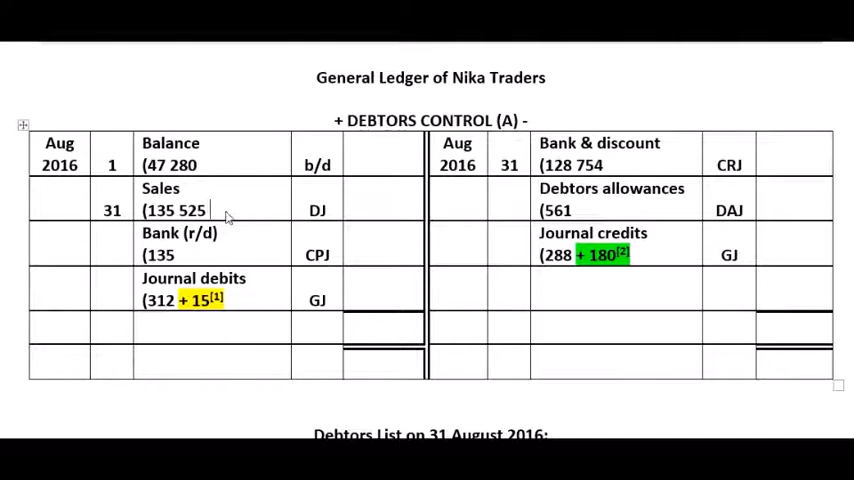 General Ledger of Nika Traders
+ DEBTORS CONTROL (A) -
Aug 2016 1 Balance (47 280 b/d Aug 2016 31 Bank & discount (128 754 CRJ
31 Sales (135 525 DJ Debtors allowances (561 DAJ
Bank (r/d) (135 CPJ Journal credits (288 + 180[2] GJ
Journal debits (312 + 15[1] GJ
Debtors List on 31 August 2016: